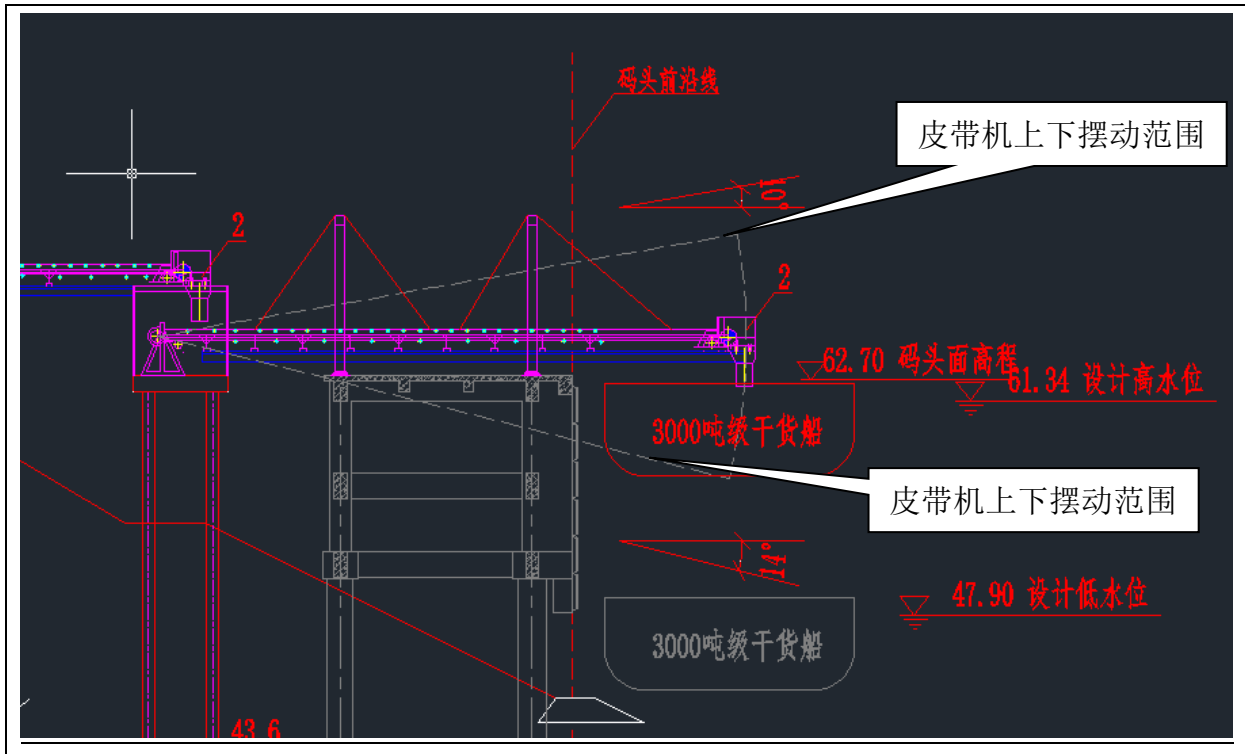 码头前沿线
皮带机上下摆动范围
10°
2
2
62.70 码头面高程
61.34 设计高水位
3000吨级干货船
皮带机上下摆动范围
14°
47.90 设计低水位
3000吨级干货船
43.6